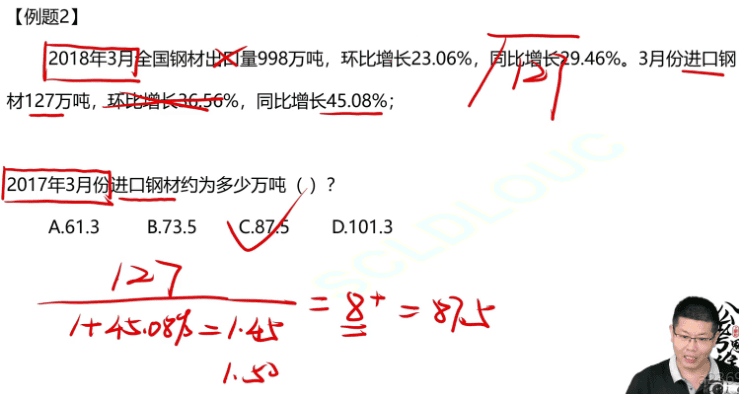 【例题2】
2018年3月全国钢材出口量998万吨，环比增长23.06%，同比增长29.46%。3月份进口钢
127
材127万吨，环比增长36.56%，同比增长45.08%；
2017年3月份进口钢材约为多少万吨（ ）？
A.61.3 B.73.5 C.87.5 D.101.3
SCLDLOUC
127
1+45.08%=1.45 = 8+ = 87.5
1.50